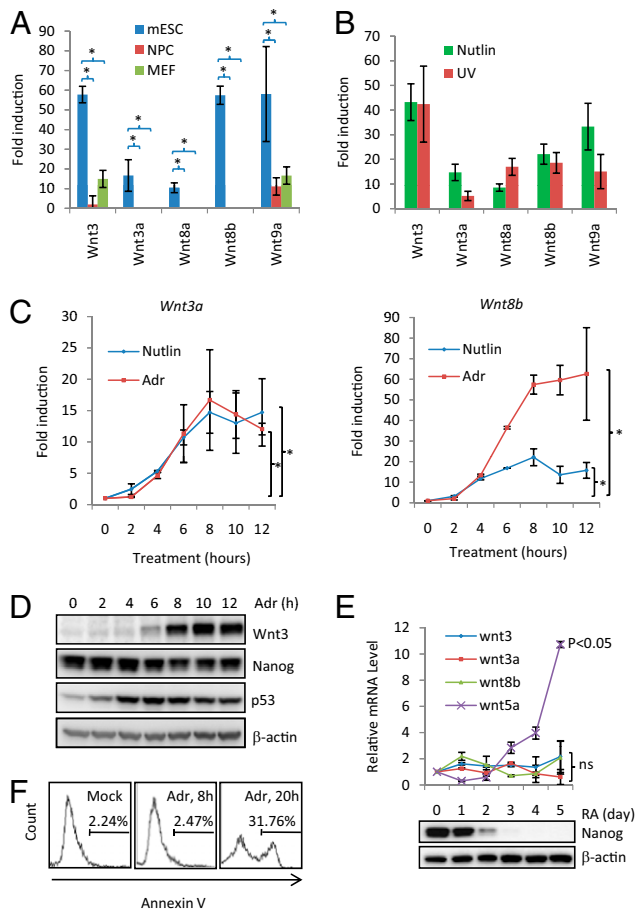 A
Fold induction
70
60
50
40
30
20
10
0
mESC
NPC
MEF
* * * * * * * * * *
Wnt3
Wnt3a
Wnt8a
Wnt8b
Wnt9a
B
Fold induction
70
60
50
40
30
20
10
0
Nutlin
UV
Wnt3
Wnt3a
Wnt8a
Wnt8b
Wnt9a
C
Wnt3a
Fold induction
30
25
20
15
10
5
0
Nutlin
Adr
* *
0 2 4 6 8 10 12
Treatment (hours)
Wnt8b
Fold induction
90
80
70
60
50
40
30
20
10
0
Nutlin
Adr
* *
0 2 4 6 8 10 12
Treatment (hours)
D
0 2 4 6 8 10 12 Adr (h)
Wnt3
Nanog
p53
β-actin
E
Relative mRNA Level
12
10
8
6
4
2
0
wnt3
wnt3a
wnt8b
wnt5a
P<0.05
ns
0 1 2 3 4 5 RA (day)
Nanog
β-actin
F
Count
Mock
2.24%
Adr, 8h
2.47%
Adr, 20h
31.76%
Annexin V